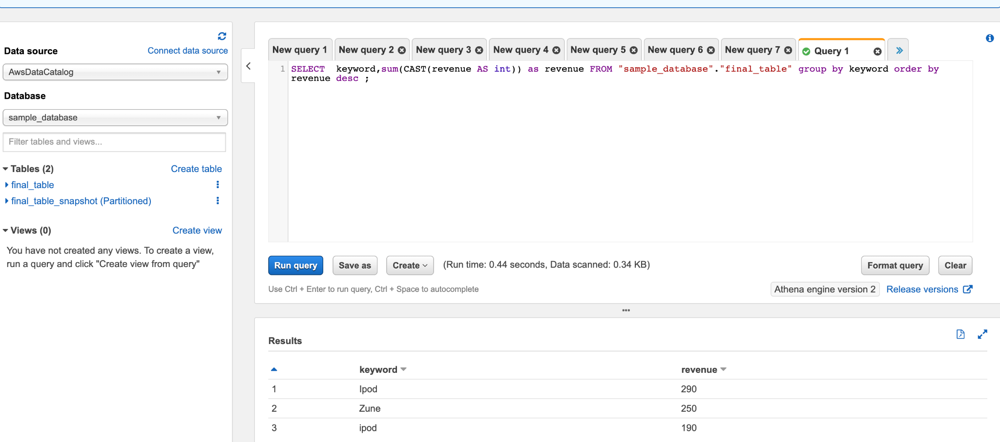 Data source
Connect data source
AwsDataCatalog
Database
sample_database
Filter tables and views...
Tables (2)
Create table
final_table
final_table_snapshot (Partitioned)
Views (0)
Create view
You have not created any views. To create a view,
run a query and click "Create view from query"
New query 1
New query 2
New query 3
New query 4
New query 5
New query 6
New query 7
Query 1
»
1 SELECT  keyword,sum(CAST(revenue AS int)) as revenue FROM "sample_database"."final_table" group by keyword order by
revenue desc ;
Run query
Save as
Create
(Run time: 0.44 seconds, Data scanned: 0.34 KB)
Format query
Clear
Use Ctrl + Enter to run query, Ctrl + Space to autocomplete
Athena engine version 2
Release versions
Results
keyword revenue
1 Ipod 290
2 Zune 250
3 ipod 190